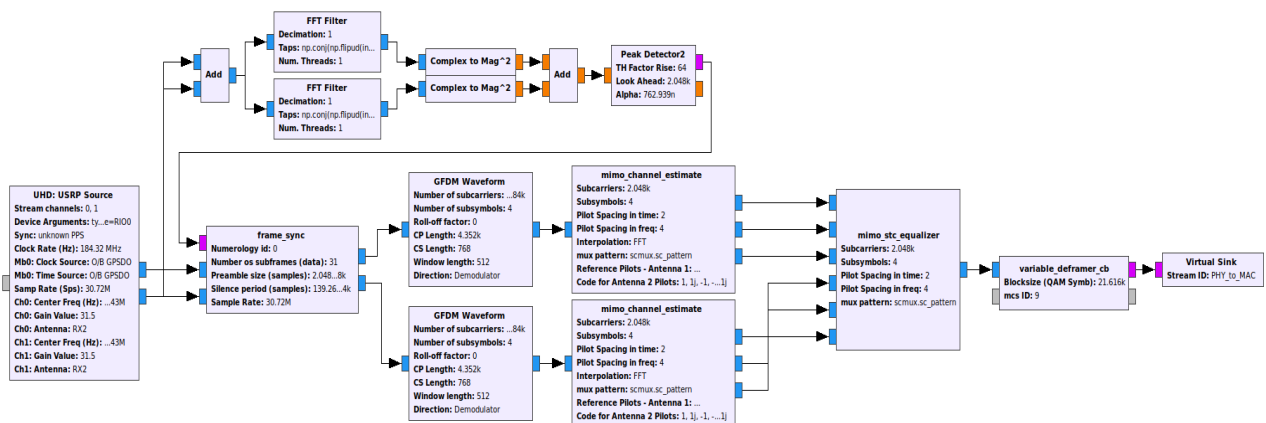 FFT Filter
Decimation: 1
Taps: np.conj(np.flipud(in...
Num. Threads: 1
Add
FFT Filter
Decimation: 1
Taps: np.conj(np.flipud(in...
Num. Threads: 1
Complex to Mag^2
Complex to Mag^2
Add
Peak Detector2
TH Factor Rise: 64
Look Ahead: 2.048k
Alpha: 762.939n
UHD: USRP Source
Stream channels: 0, 1
Device Arguments: ty...e=RIO0
Sync: unknown PPS
Clock Rate (Hz): 184.32 MHz
Mb0: Clock Source: O/B GPSDO
Mb0: Time Source: O/B GPSDO
Samp Rate (Sps): 30.72M
Ch0: Center Freq (Hz): ...43M
Ch0: Gain Value: 31.5
Ch0: Antenna: RX2
Ch1: Center Freq (Hz): ...43M
Ch1: Gain Value: 31.5
Ch1: Antenna: RX2
frame_sync
Numerology id: 0
Number os subframes (data): 31
Preamble size (samples): 2.048...8k
Silence period (samples): 139.26...4k
Sample Rate: 30.72M
GFDM Waveform
Number of subcarriers: ...84k
Number of subsymbols: 4
Roll-off factor: 0
CP Length: 4.352k
CS Length: 768
Window length: 512
Direction: Demodulator
GFDM Waveform
Number of subcarriers: ...84k
Number of subsymbols: 4
Roll-off factor: 0
CP Length: 4.352k
CS Length: 768
Window length: 512
Direction: Demodulator
mimo_channel_estimate
Subcarriers: 2.048k
Subsymbols: 4
Pilot Spacing in time: 2
Pilot Spacing in freq: 4
Interpolation: FFT
mux pattern: scmux.sc_pattern
Reference Pilots - Antenna 1: ...
Code for Antenna 2 Pilots: 1, 1j, -1, -...1j
mimo_channel_estimate
Subcarriers: 2.048k
Subsymbols: 4
Pilot Spacing in time: 2
Pilot Spacing in freq: 4
Interpolation: FFT
mux pattern: scmux.sc_pattern
Reference Pilots - Antenna 1: ...
Code for Antenna 2 Pilots: 1, 1j, -1, -...1j
mimo_stc_equalizer
Subcarriers: 2.048k
Subsymbols: 4
Pilot Spacing in time: 2
Pilot Spacing in freq: 4
mux pattern: scmux.sc_pattern
variable_deframer_cb
Blocksize (QAM Symb): 21.616k
mcs ID: 9
Virtual Sink
Stream ID: PHY_to_MAC